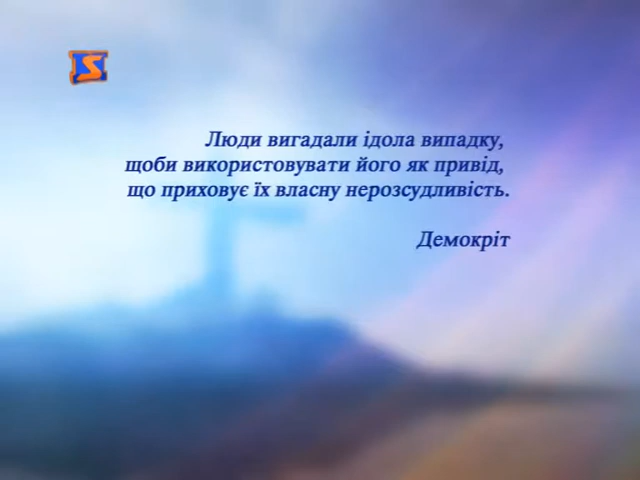 S
Люди вигадали ідола випадку,
щоби використовувати його як привід,
що приховує їх власну нерозсудливість.
Демокріт